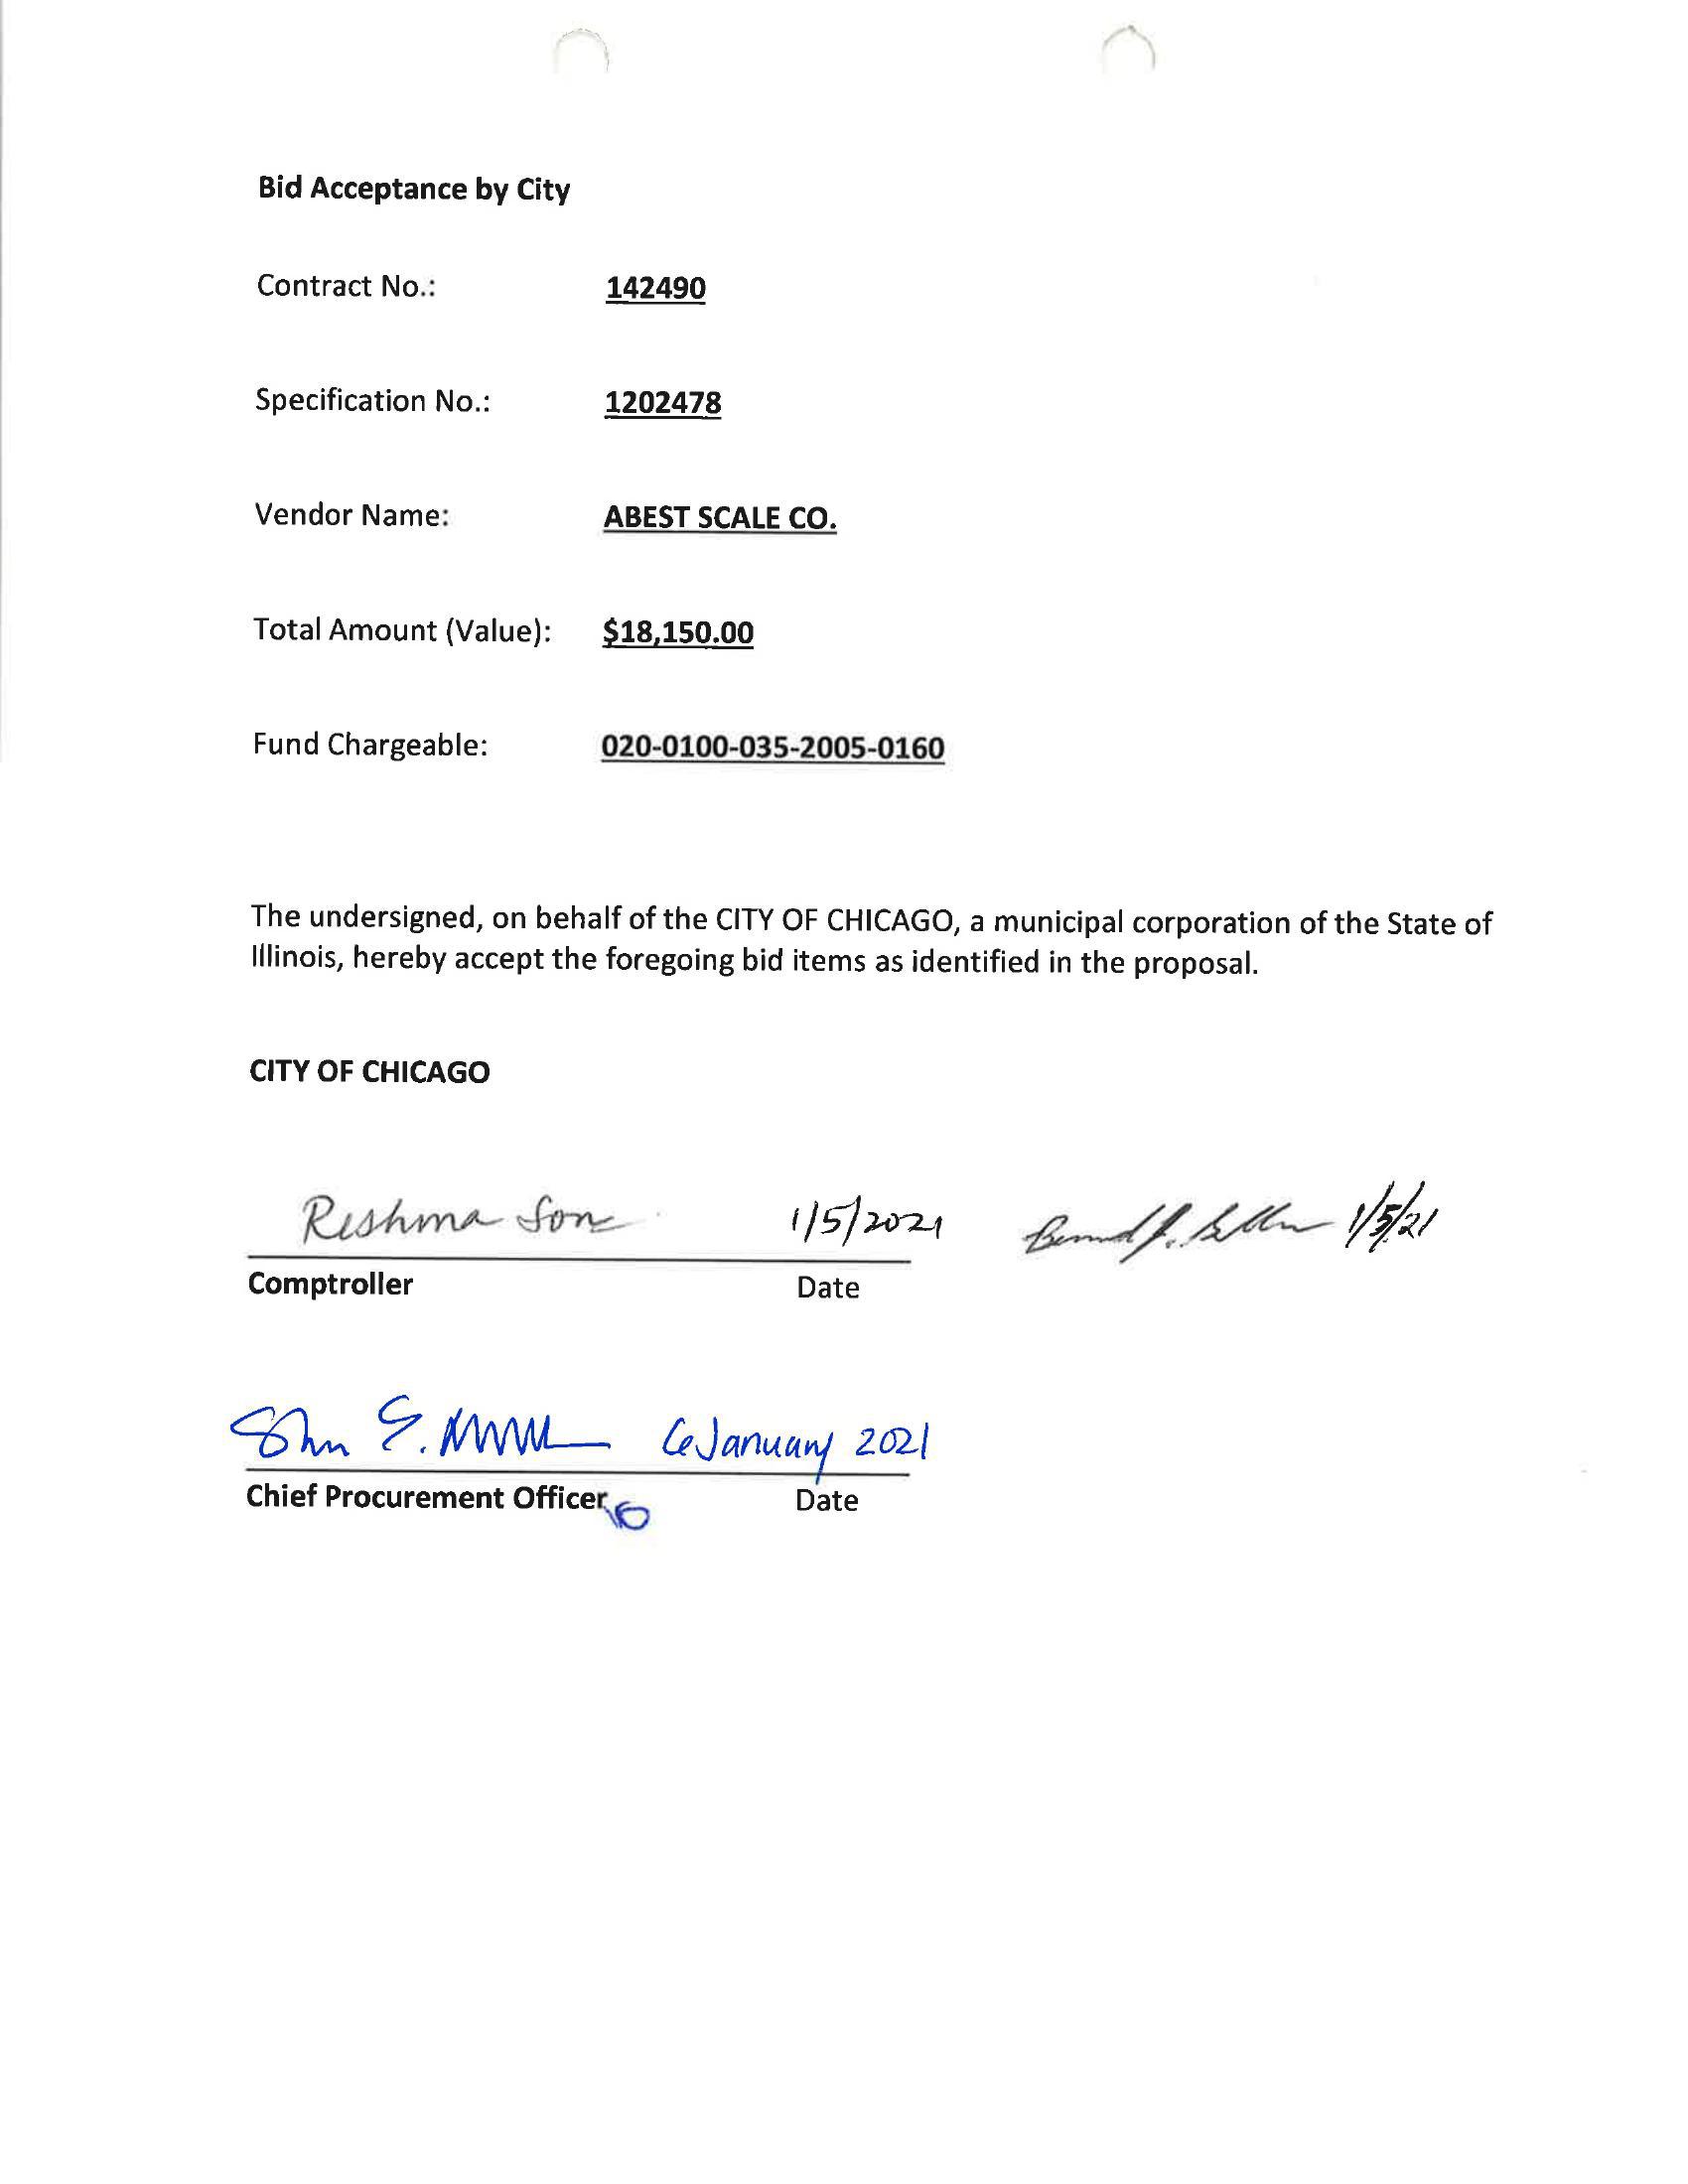 Bid Acceptance by City
Contract No.: 142490
Specification No.: 1202478
Vendor Name: ABEST SCALE CO.
Total Amount (Value): $18,150.00
Fund Chargeable: 020-0100-035-2005-0160
The undersigned, on behalf of the CITY OF CHICAGO, a municipal corporation of the State of
Illinois, hereby accept the foregoing bid items as identified in the proposal.
CITY OF CHICAGO
Reshma Soni 1/5/2021 1/5/21
Comptroller Date
6 January 2021
Chief Procurement Officer Date